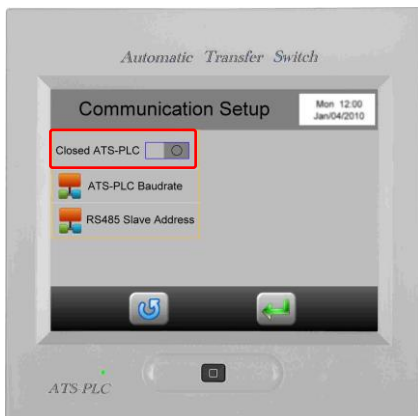 Automatic Transfer Switch
Communication Setup
Mon 12:00
Jan/04/2010
Closed ATS-PLC
ATS-PLC Baudrate
RS485 Slave Address
ATS PLC